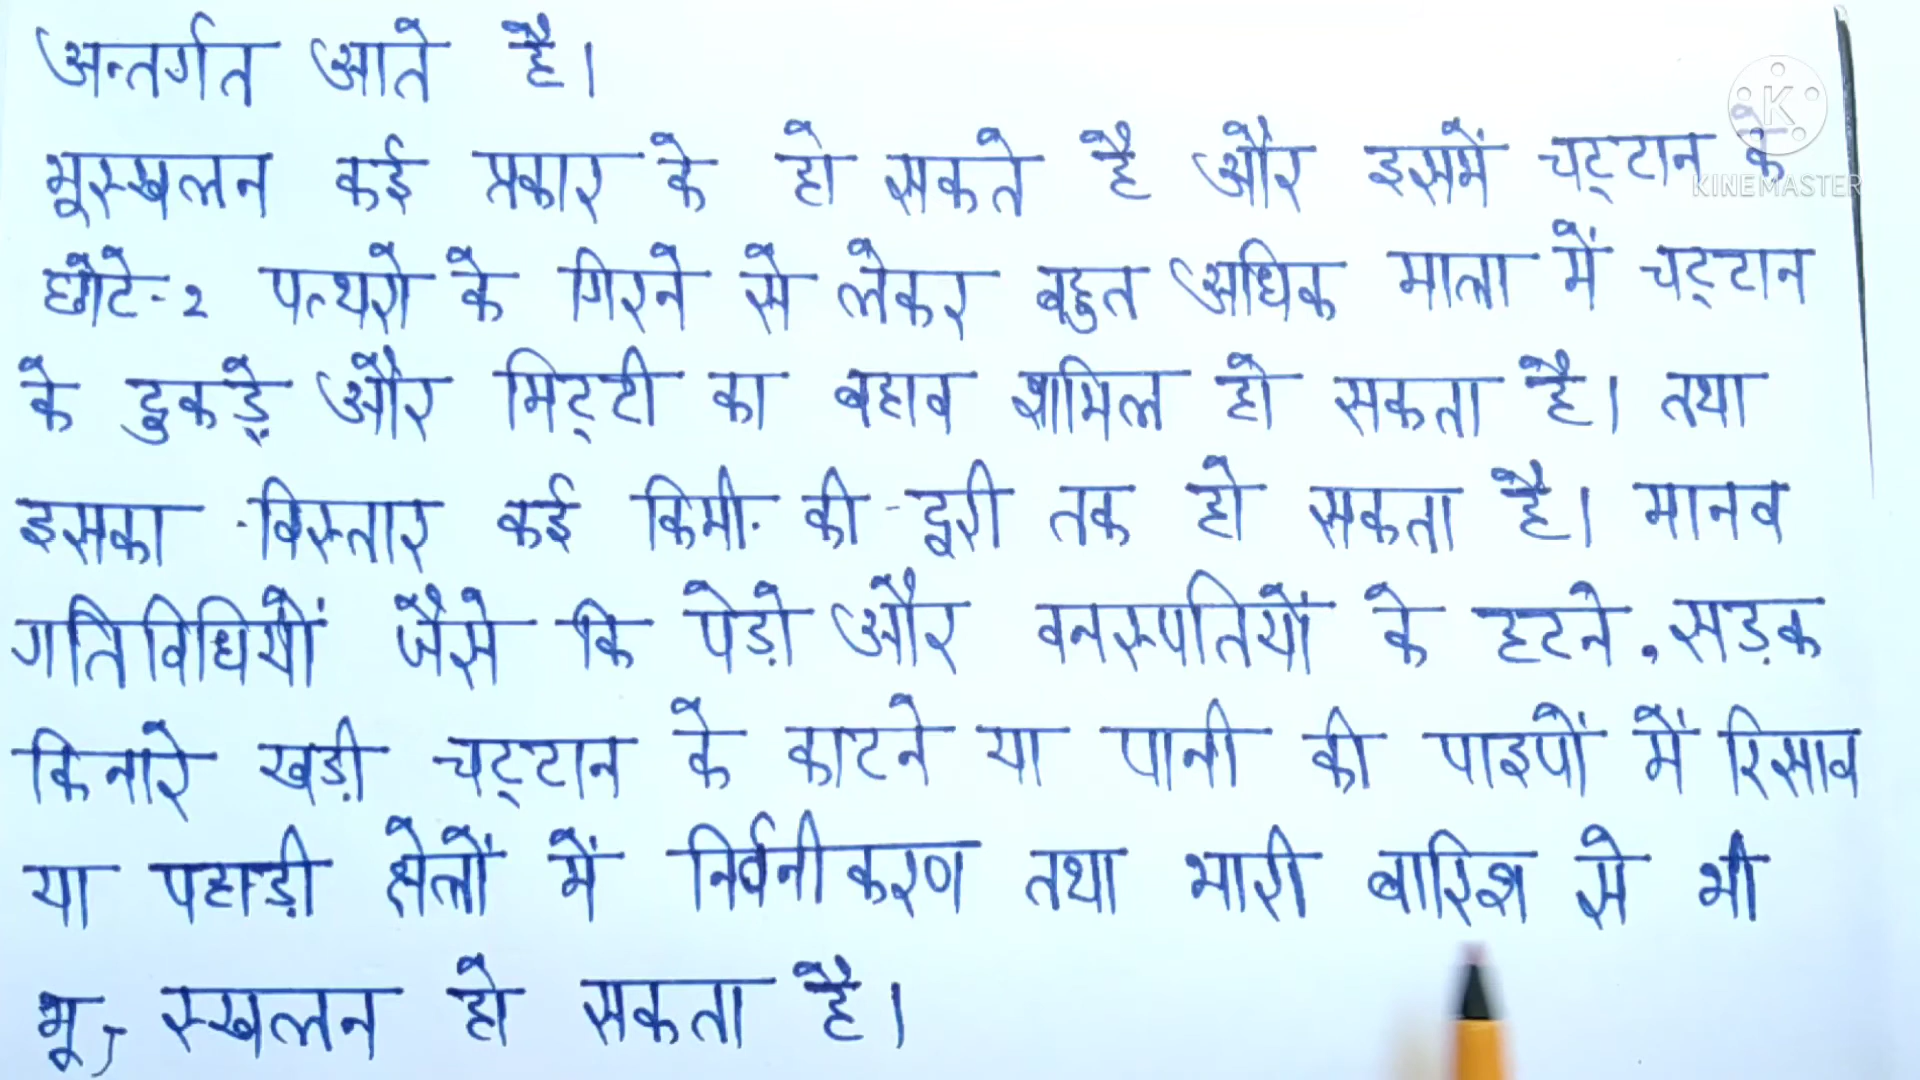 अन्तर्गत आते है।
भूस्खलन कई प्रकार के हो सकते है और इसमें चट्टान के
छोटे-2 पत्थरो के गिरने से लेकर बहुत अधिक मात्रा में चट्टान
के टुकड़े और मिट्टी का बहाव शामिल हो सकता है। तथा
इसका विस्तार कई किमी. की दूरी तक हो सकता है। मानव
गतिविधियों जैसे कि पेड़ो और वनस्पतियों के हटने, सड़क
किनारे खड़ी चट्टान के काटने या पानी की पाइपों में रिसाव
या पहाड़ी क्षेत्रों में निर्वनीकरण तथा भारी बारिश से भी
भू, स्खलन हो सकता है।
K
KINEMASTER